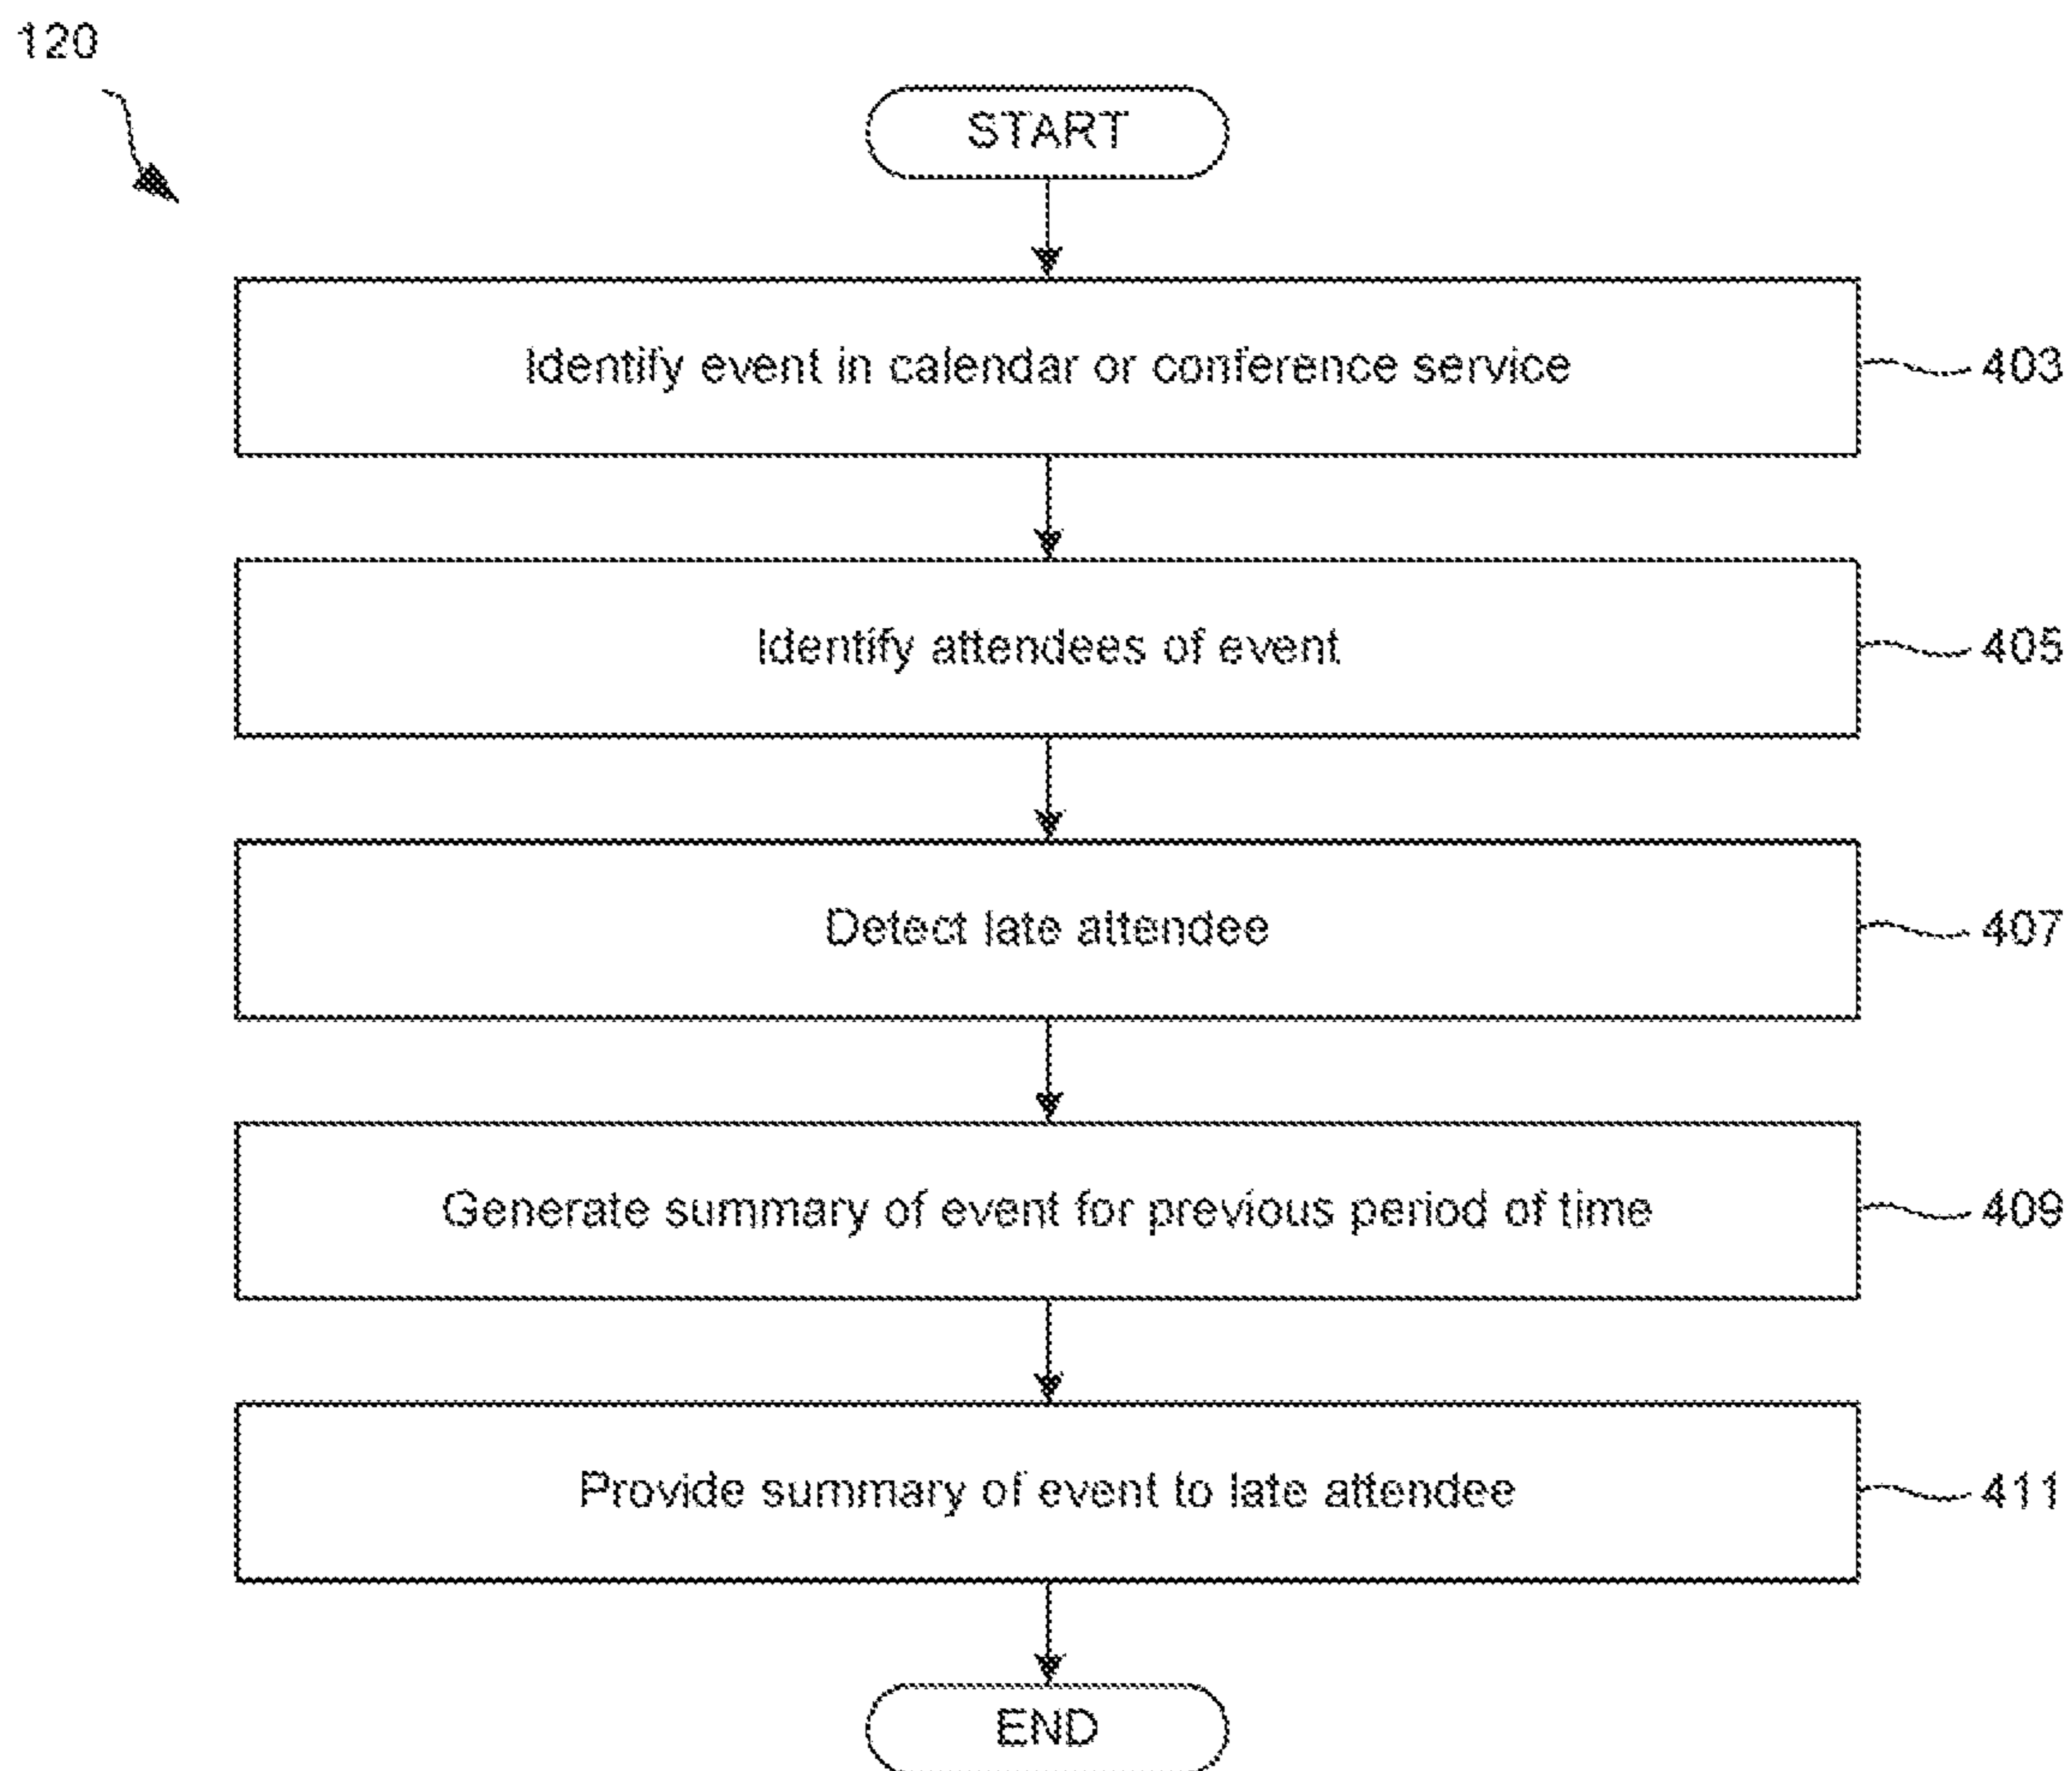 120
START
Identify event in calendar or conference service
403
Identify attendees of event
405
Detect late attendee
407
Generate summary of event for previous period of time
409
Provide summary of event to late attendee
411
END